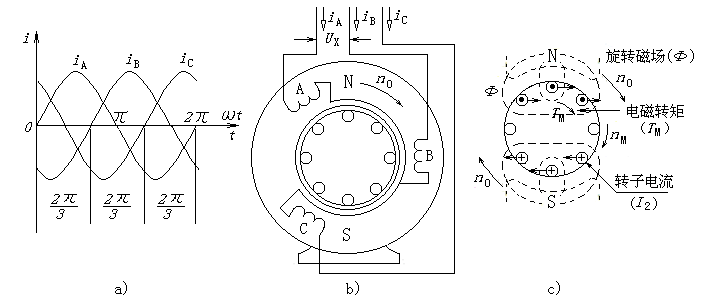 i
i_A
i_B
i_C
0
π
2π
ωt
t
2π/3
2π/3
2π/3
a)
i_A
i_B
i_C
U_X
N
n_0
A
B
C
S
b)
N
旋转磁场(Φ)
n_0
Φ
T_M
电磁转矩
(T_M)
n_M
n_0
转子电流
(I_2)
S
c)